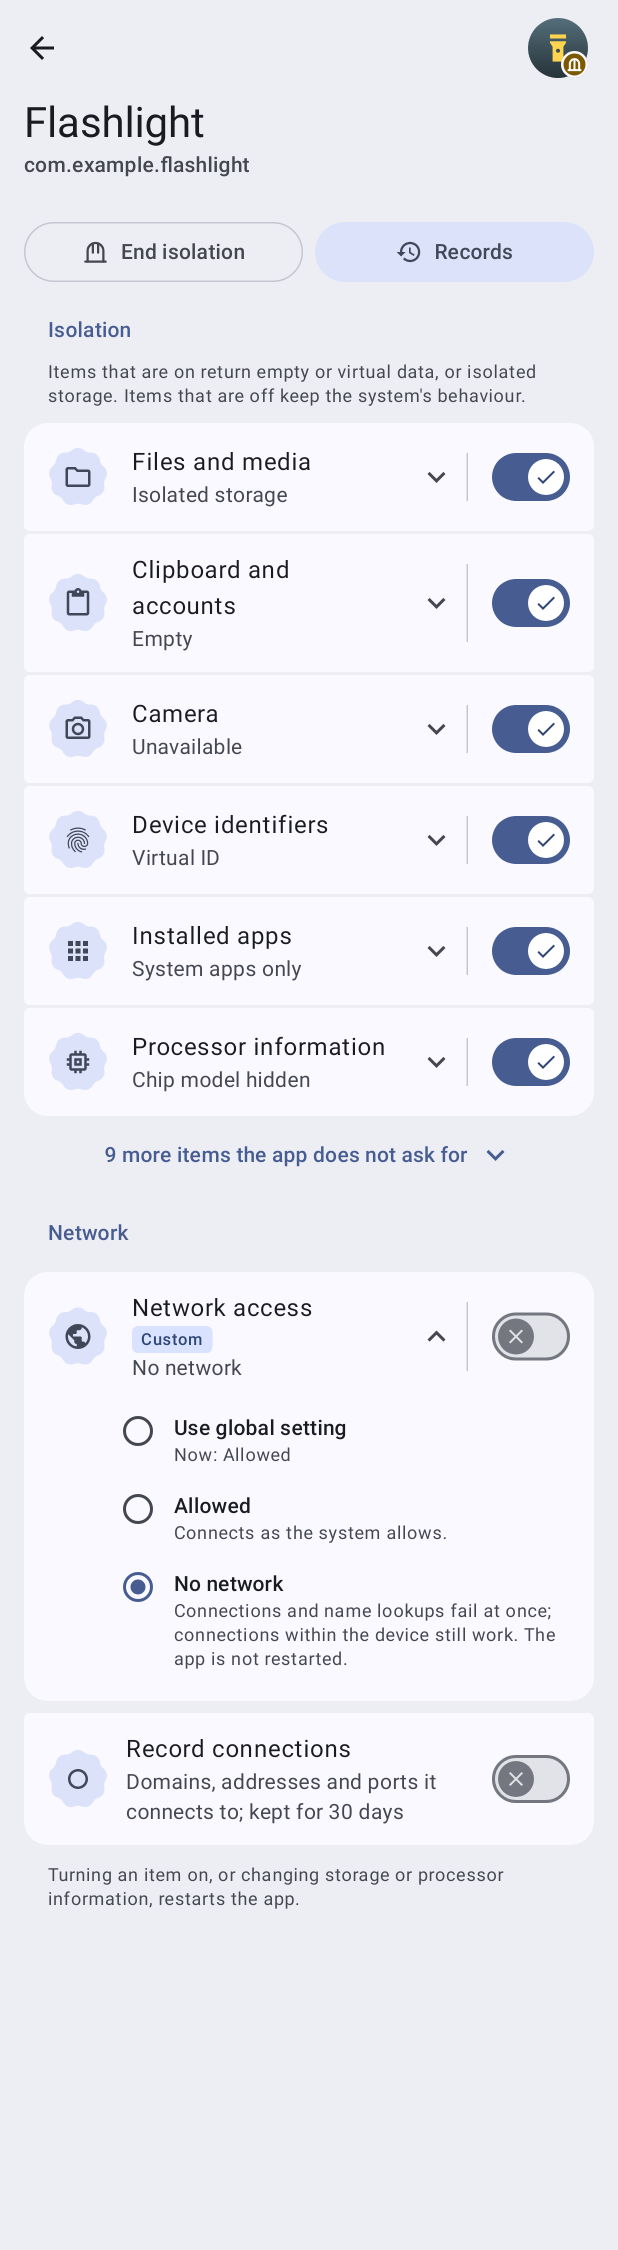 Flashlight
com.example.flashlight
End isolation
Records
Isolation
Items that are on return empty or virtual data, or isolated
storage. Items that are off keep the system's behaviour.
Files and media
Isolated storage
Clipboard and
accounts
Empty
Camera
Unavailable
Device identifiers
Virtual ID
Installed apps
System apps only
Processor information
Chip model hidden
9 more items the app does not ask for
Network
Network access
Custom
No network
Use global setting
Now: Allowed
Allowed
Connects as the system allows.
No network
Connections and name lookups fail at once;
connections within the device still work. The
app is not restarted.
Record connections
Domains, addresses and ports it
connects to; kept for 30 days
Turning an item on, or changing storage or processor
information, restarts the app.